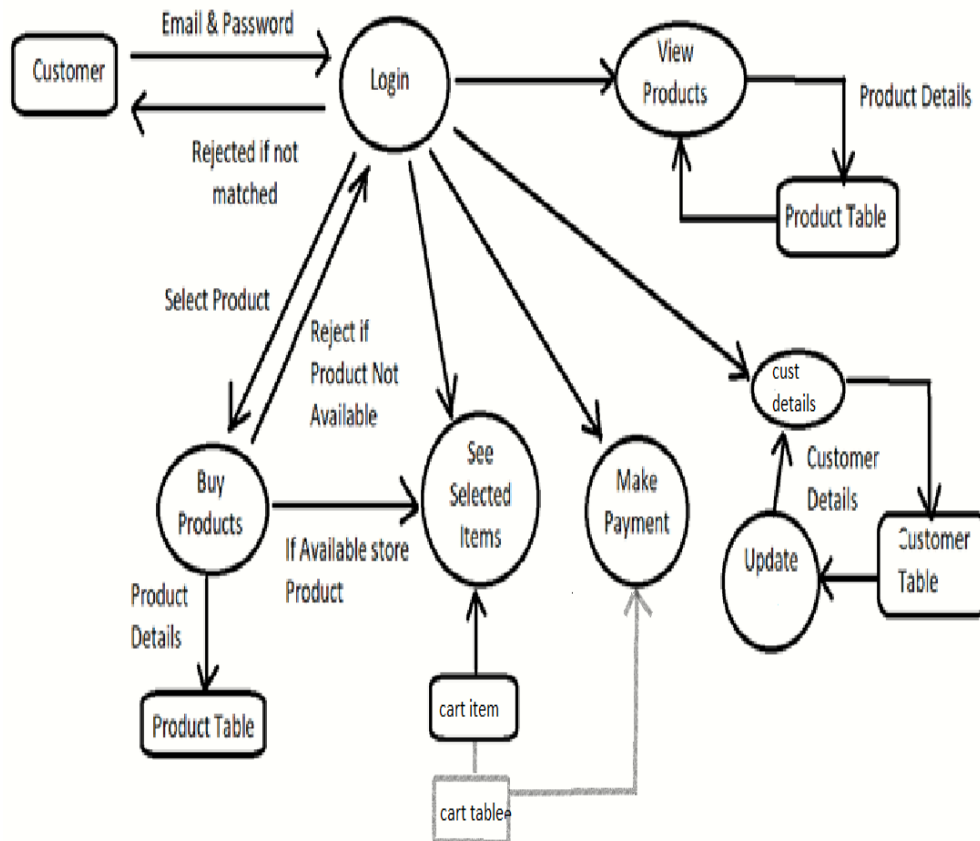 Email & Password
Customer
Login
View
Products
Product Details
Rejected if not
matched
Product Table
Select Product
Reject if
Product Not
Available
cust
details
Customer
Details
See
Selected
Items
Make
Payment
Buy
Products
If Available store
Product
Update
Customer
Table
Product
Details
Product Table
cart item
cart tablee